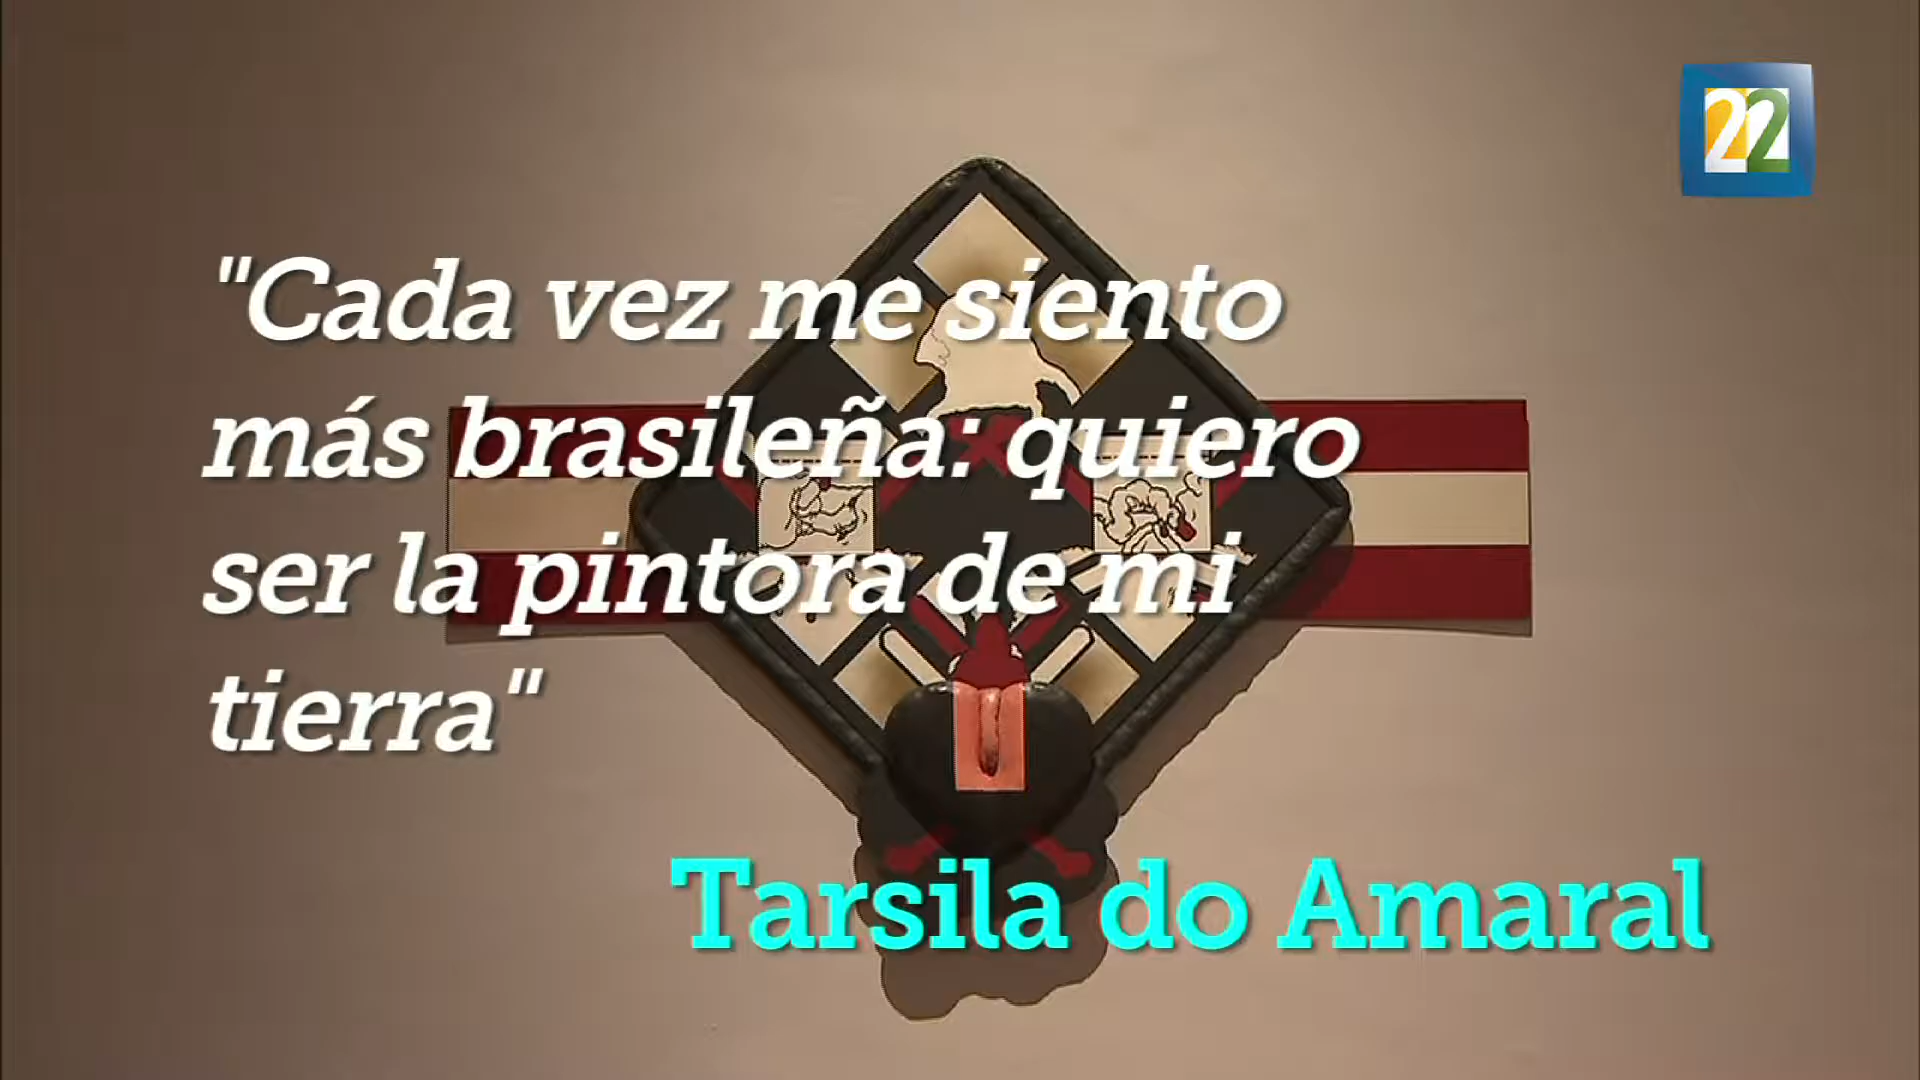 22
"Cada vez me siento
más brasileña: quiero
ser la pintora de mi
tierra"
Tarsila do Amaral